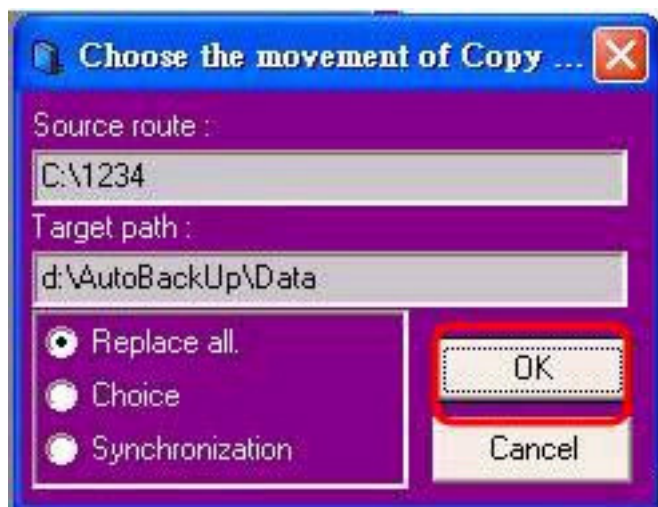 Choose the movement of Copy ...
Source route :
C:\1234
Target path :
d:\AutoBackUp\Data
Replace all.
OK
Choice
Synchronization
Cancel